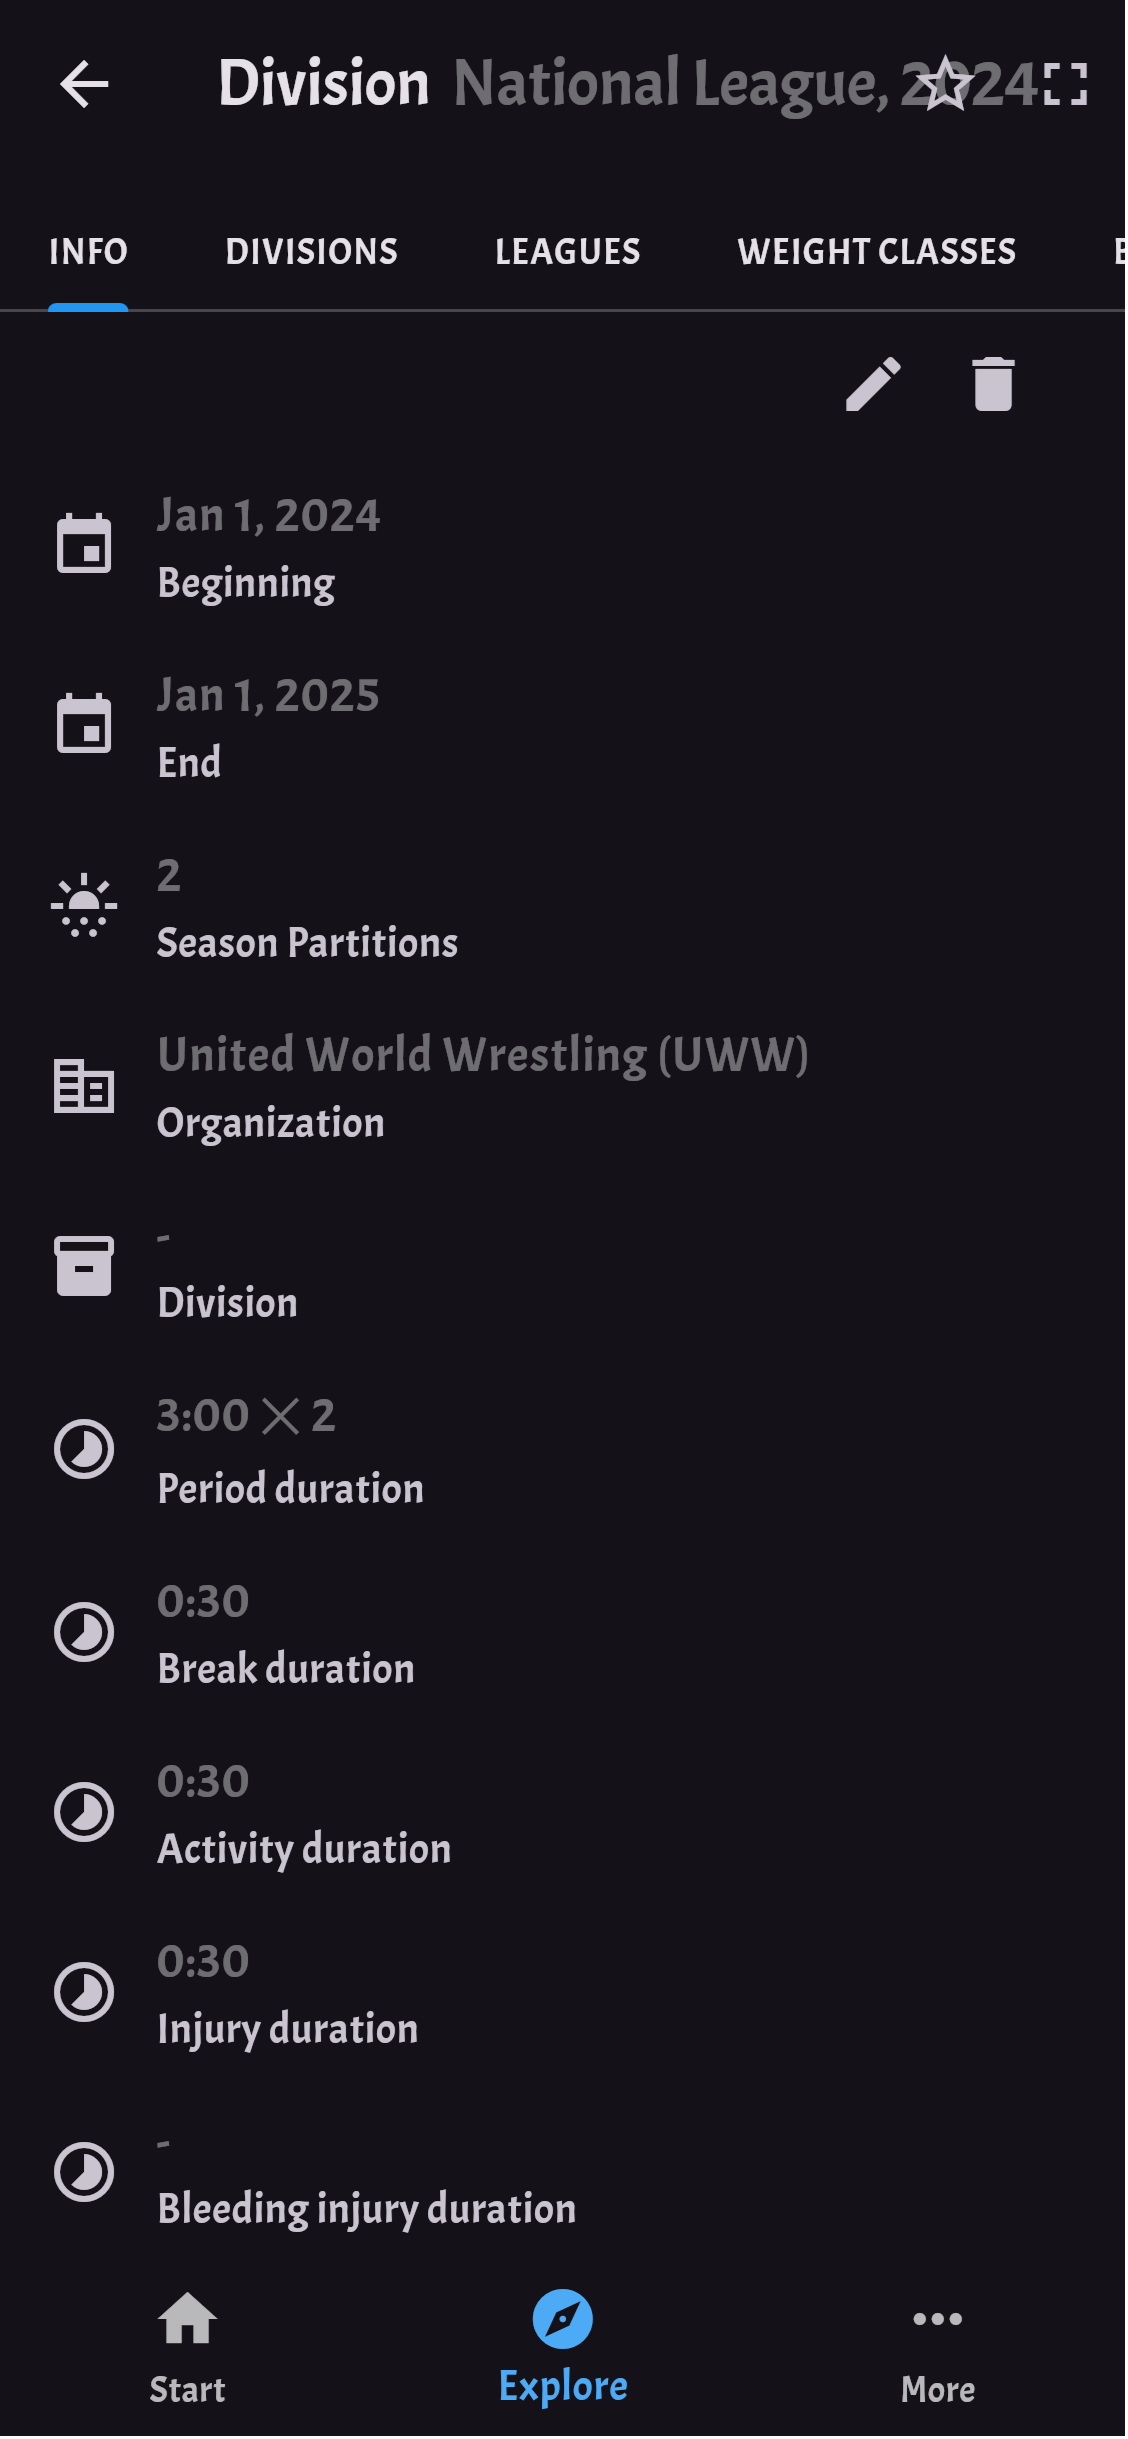 Division National League, 2024
INFO DIVISIONS LEAGUES WEIGHT CLASSES
Jan 1, 2024
Beginning
Jan 1, 2025
End
2
Season Partitions
United World Wrestling (UWW)
Organization
-
Division
3:00 × 2
Period duration
0:30
Break duration
0:30
Activity duration
0:30
Injury duration
-
Bleeding injury duration
Start Explore More